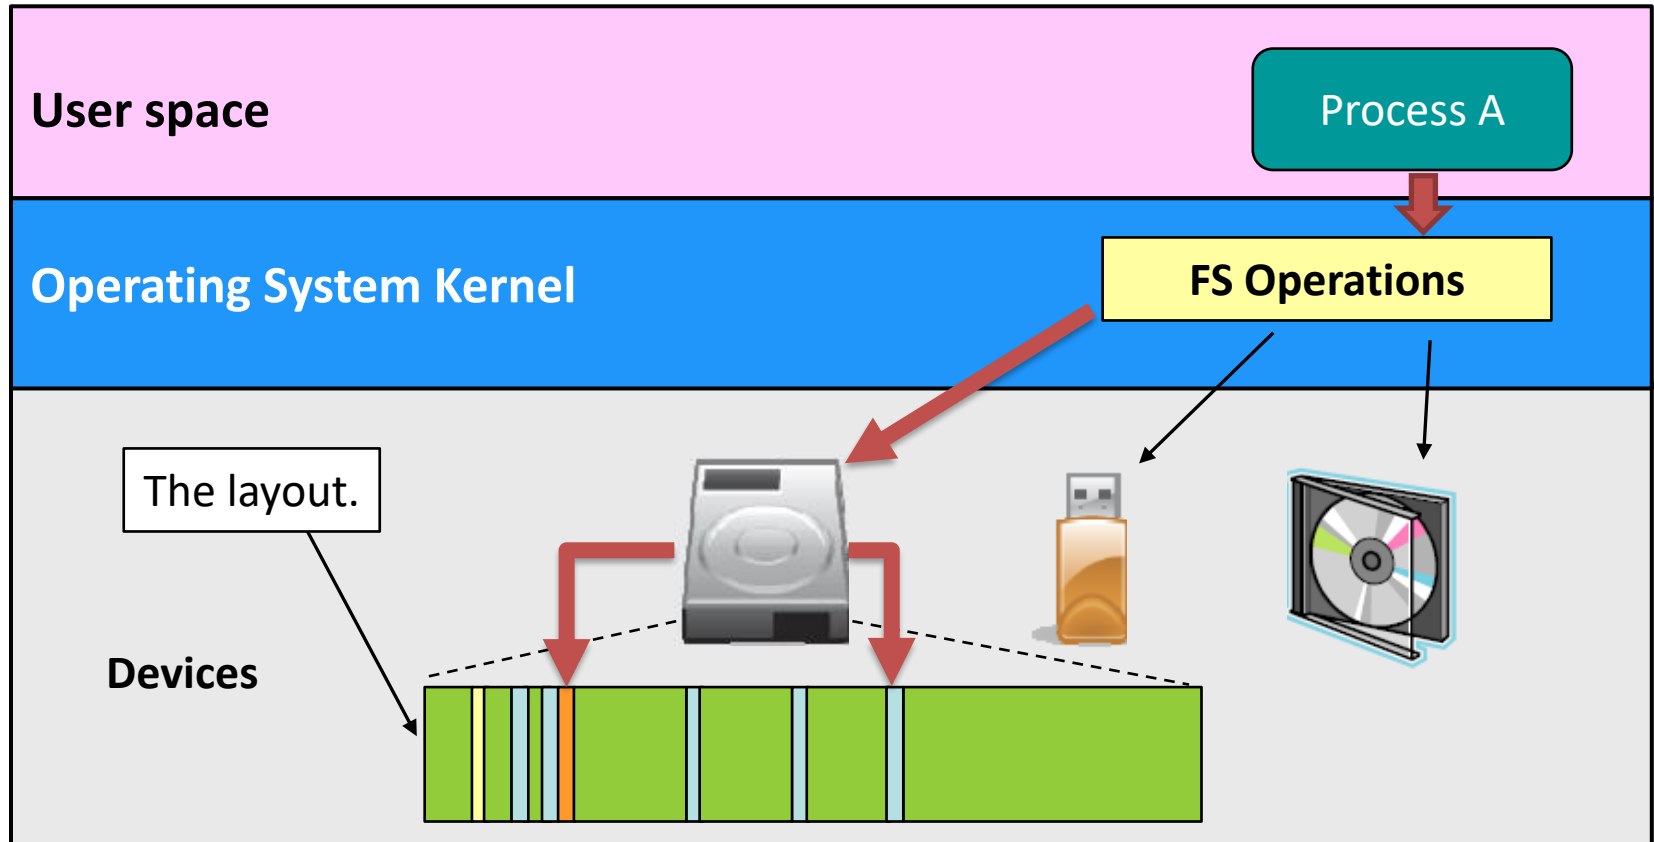 User space
Process A
Operating System Kernel
FS Operations
The layout.
Devices